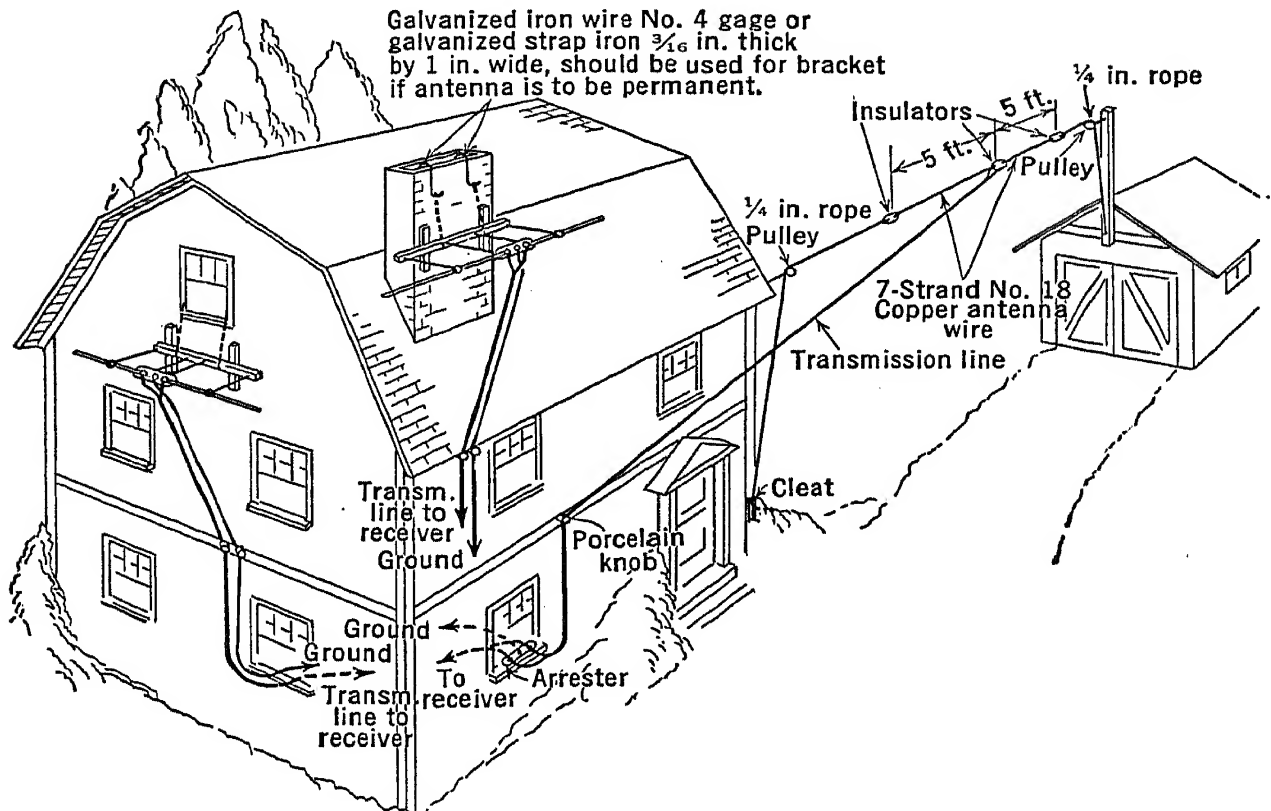 Galvanized iron wire No. 4 gage or
galvanized strap iron 3/16 in. thick
by 1 in. wide, should be used for bracket
if antenna is to be permanent.
¼ in. rope
Insulators
5 ft.
5 ft.
Pulley
¼ in. rope
Pulley
7-Strand No. 18
Copper antenna
wire
Transmission line
Cleat
Transm.
line to
receiver
Ground
Porcelain
knob
Ground
Ground
To
receiver
Arrester
Transm.
line to
receiver